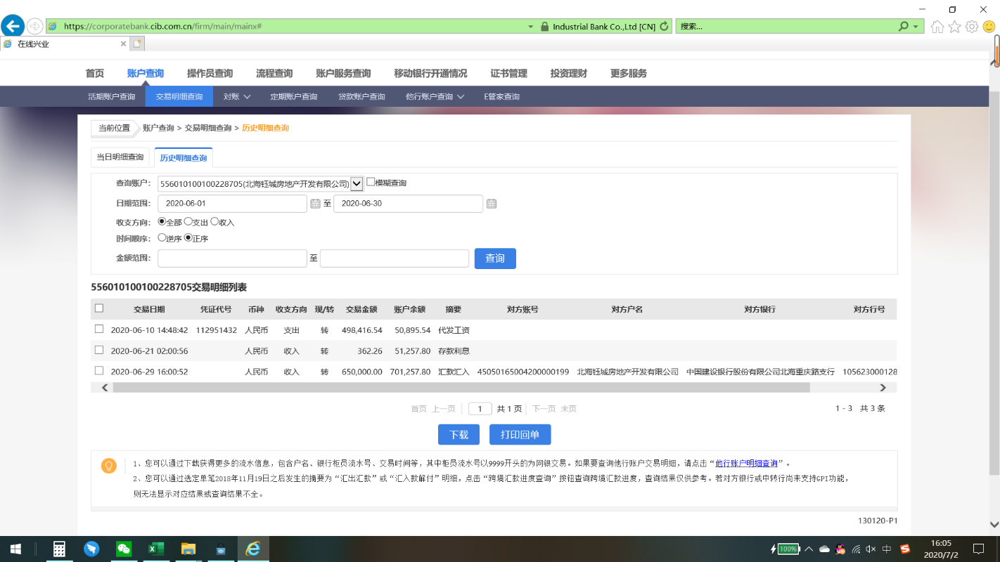 https://corporatebank.cib.com.cn/firm/main/mainx#
Industrial Bank Co.,Ltd [CN]
搜索...
在线兴业
首页 账户查询 操作员查询 流程查询 账户服务查询 移动银行开通情况 证书管理 投资理财 更多服务
活期账户查询 交易明细查询 对账 定期账户查询 贷款账户查询 他行账户查询 E管家查询
当前位置 账户查询 > 交易明细查询 > 历史明细查询
当日明细查询 历史明细查询
查询账户： 556010100100228705(北海钰城房地产开发有限公司) 模糊查询
日期范围： 2020-06-01 至 2020-06-30
收支方向： 全部 支出 收入
时间顺序： 逆序 正序
金额范围： 至 查询
556010100100228705交易明细列表
交易日期 凭证代号 币种 收支方向 现/转 交易金额 账户余额 摘要 对方账号 对方户名 对方银行 对方行号
2020-06-10 14:48:42 112951432 人民币 支出 转 498,416.54 50,895.54 代发工资
2020-06-21 02:00:56 人民币 收入 转 362.26 51,257.80 存款利息
2020-06-29 16:00:52 人民币 收入 转 650,000.00 701,257.80 汇款汇入 45050165004200000199 北海钰城房地产开发有限公司 中国建设银行股份有限公司北海重庆路支行 105623000128
首页 上一页 1 共 1 页 下一页 末页 1 - 3 共 3 条
下载 打印回单
1、您可以通过下载获得更多的流水信息，包含户名、银行柜员流水号、交易时间等，其中柜员流水号以9999开头的为网银交易。如果要查询他行账户交易明细，请点击“他行账户明细查询”。
2、您可以通过选定单笔2018年11月19日之后发生的摘要为“汇出汇款”或“汇入款解付”明细，点击“跨境汇款进度查询”按钮查询跨境汇款进度，查询结果仅供参考。若对方银行或中转行尚未支持GPI功能，
则无法显示对应结果或查询结果不全。
130120-P1
100% 中 16:05
2020/7/2